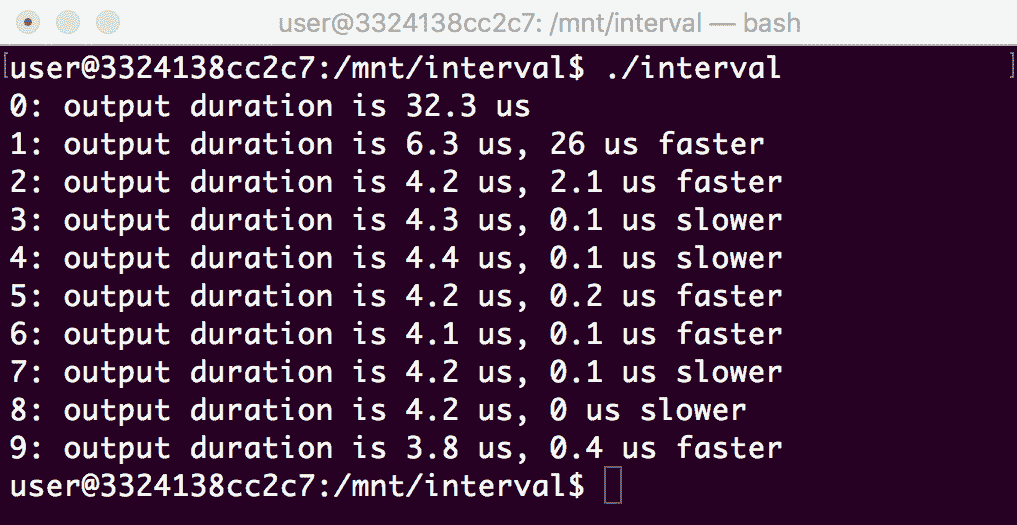 user@3324138cc2c7: /mnt/interval — bash
user@3324138cc2c7:/mnt/interval$ ./interval
0: output duration is 32.3 us
1: output duration is 6.3 us, 26 us faster
2: output duration is 4.2 us, 2.1 us faster
3: output duration is 4.3 us, 0.1 us slower
4: output duration is 4.4 us, 0.1 us slower
5: output duration is 4.2 us, 0.2 us faster
6: output duration is 4.1 us, 0.1 us faster
7: output duration is 4.2 us, 0.1 us slower
8: output duration is 4.2 us, 0 us slower
9: output duration is 3.8 us, 0.4 us faster
user@3324138cc2c7:/mnt/interval$